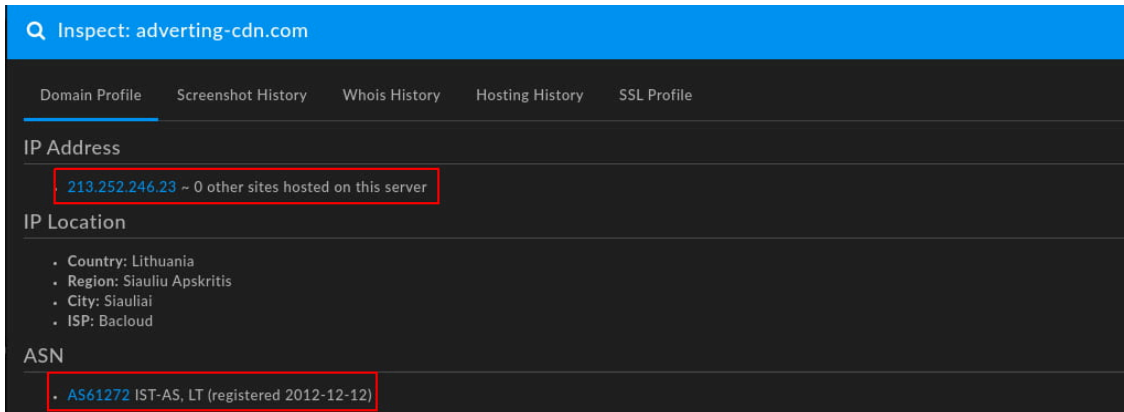 Inspect: adverting-cdn.com
Domain Profile Screenshot History Whois History Hosting History SSL Profile
IP Address
213.252.246.23 ~ 0 other sites hosted on this server
IP Location
Country: Lithuania
Region: Siauliu Apskritis
City: Siauliai
ISP: Bacloud
ASN
AS61272 IST-AS, LT (registered 2012-12-12)